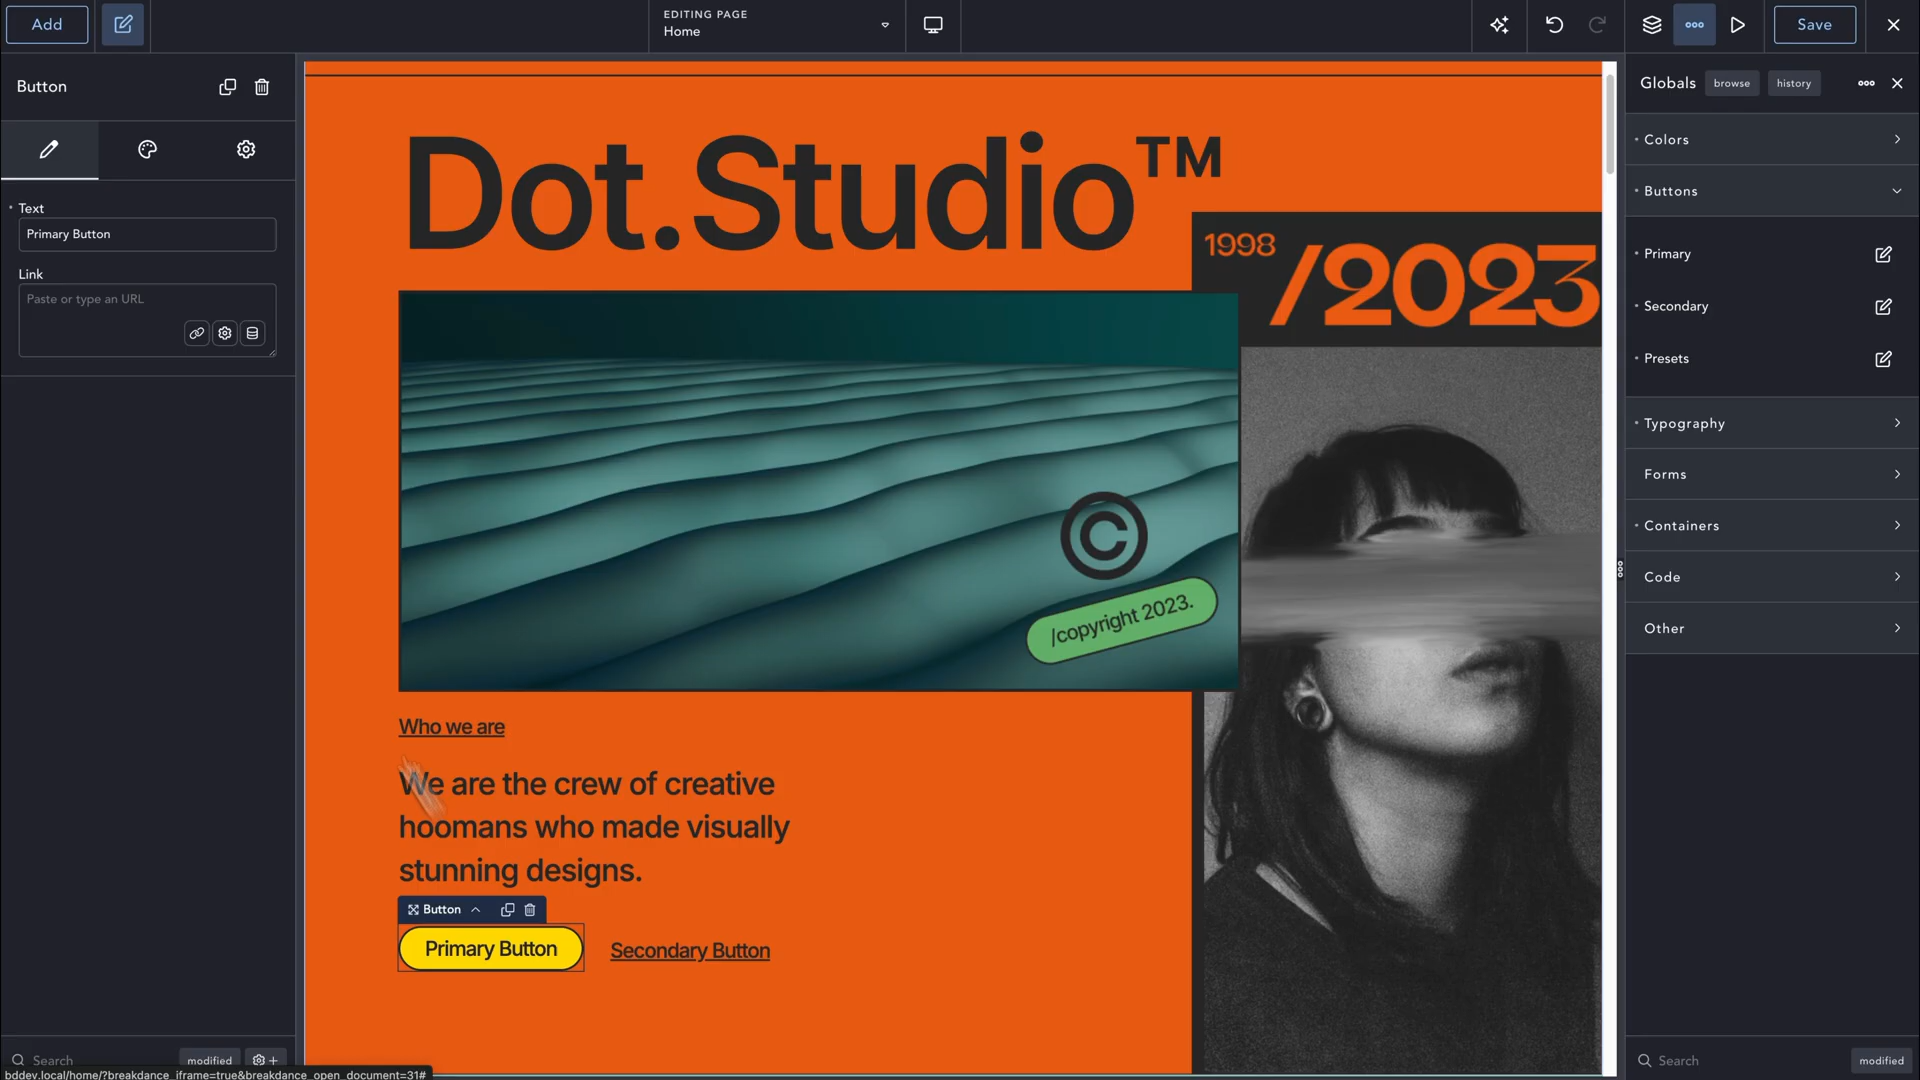 Add
EDITING PAGE
Home
Save
Button
Text
Primary Button
Link
Paste or type an URL
Search
modified
bddev.local/home/?breakdance_iframe=true&breakdance_open_document=31#
Dot.Studio™
1998
/2023
©
/copyright 2023.
Who we are
We are the crew of creative
hoomans who made visually
stunning designs.
Button
Primary Button
Secondary Button
Globals
browse
history
Colors
Buttons
Primary
Secondary
Presets
Typography
Forms
Containers
Code
Other
Search
modified